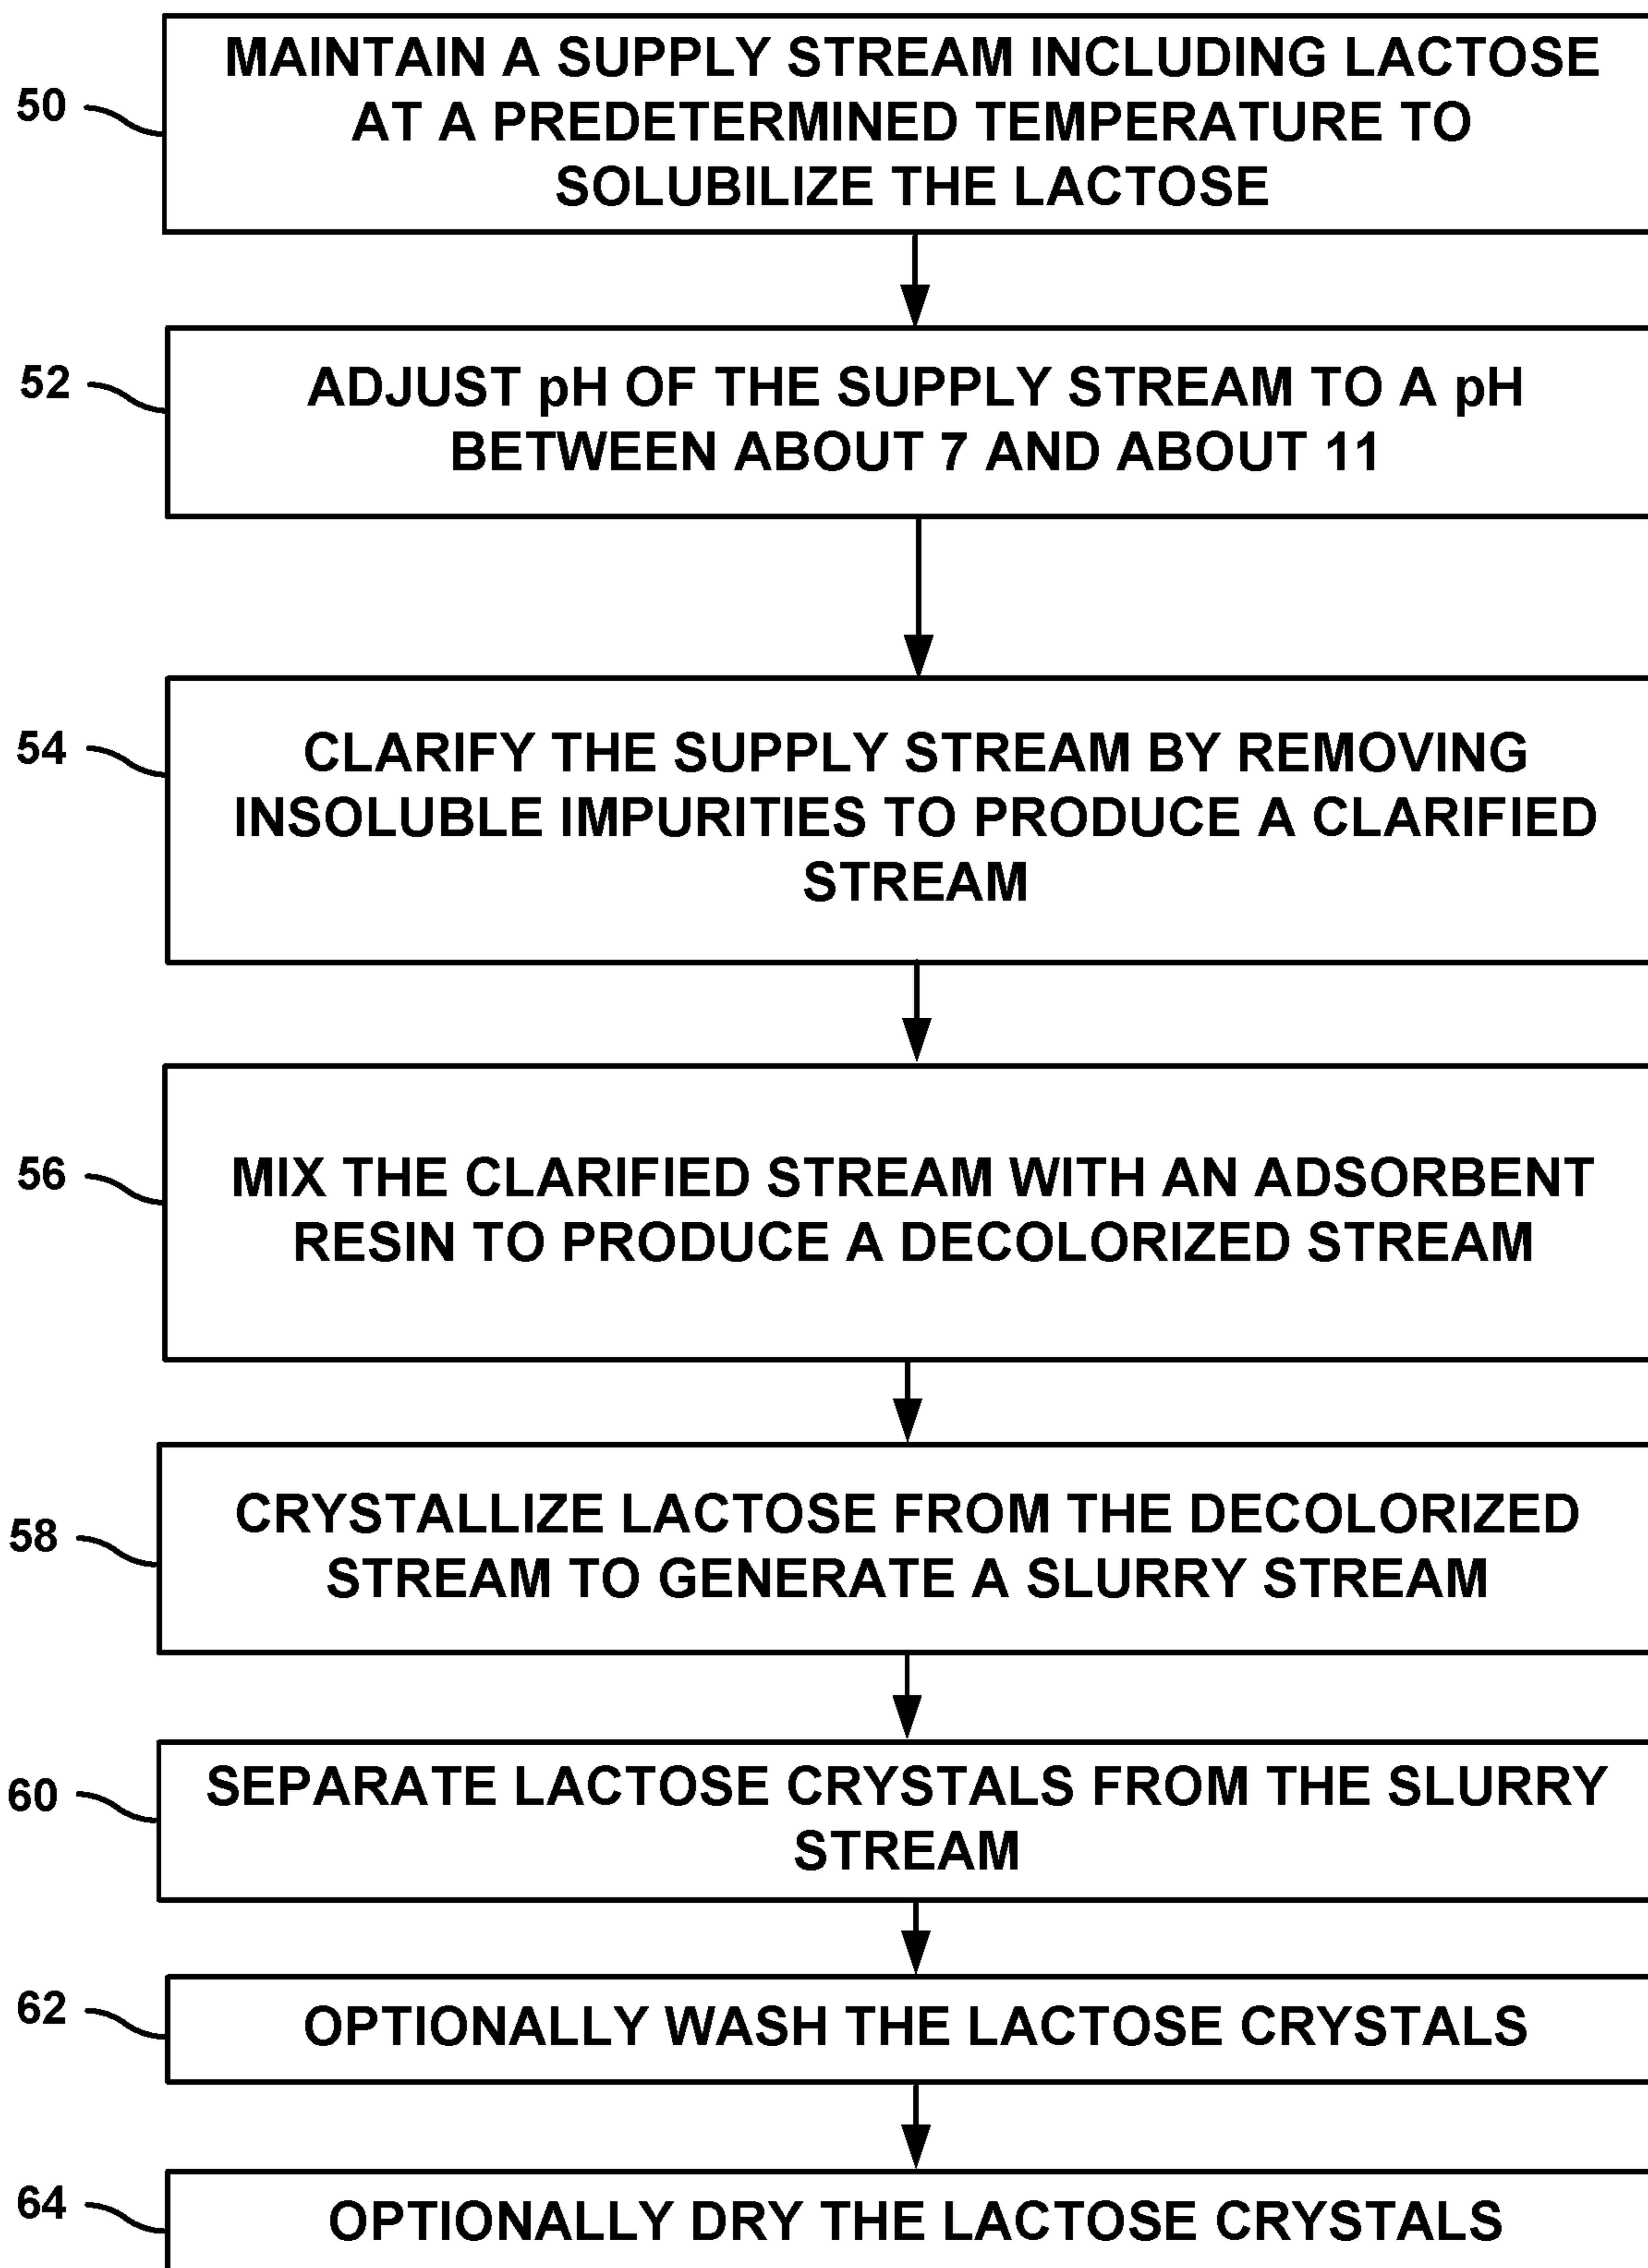 50
MAINTAIN A SUPPLY STREAM INCLUDING LACTOSE
AT A PREDETERMINED TEMPERATURE TO
SOLUBILIZE THE LACTOSE
52
ADJUST pH OF THE SUPPLY STREAM TO A pH
BETWEEN ABOUT 7 AND ABOUT 11
54
CLARIFY THE SUPPLY STREAM BY REMOVING
INSOLUBLE IMPURITIES TO PRODUCE A CLARIFIED
STREAM
56
MIX THE CLARIFIED STREAM WITH AN ADSORBENT
RESIN TO PRODUCE A DECOLORIZED STREAM
58
CRYSTALLIZE LACTOSE FROM THE DECOLORIZED
STREAM TO GENERATE A SLURRY STREAM
60
SEPARATE LACTOSE CRYSTALS FROM THE SLURRY
STREAM
62
OPTIONALLY WASH THE LACTOSE CRYSTALS
64
OPTIONALLY DRY THE LACTOSE CRYSTALS